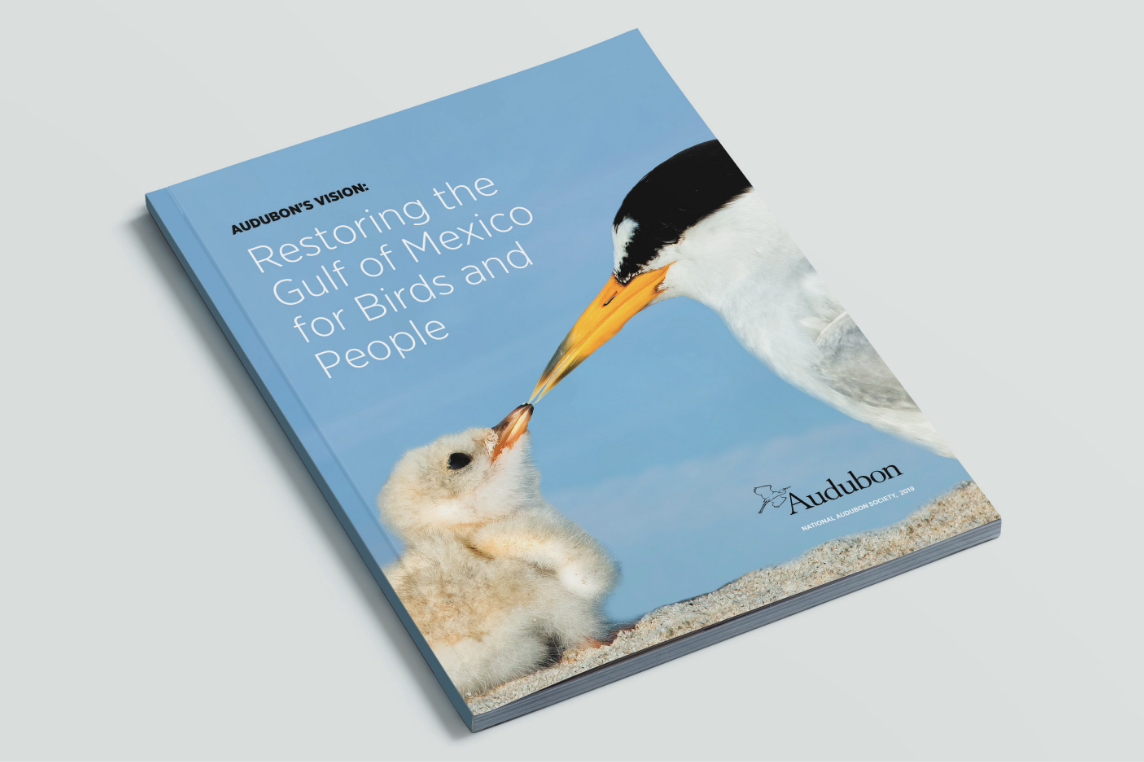 AUDUBON'S VISION:
Restoring the
Gulf of Mexico
for Birds and
People
Audubon
NATIONAL AUDUBON SOCIETY, 2019